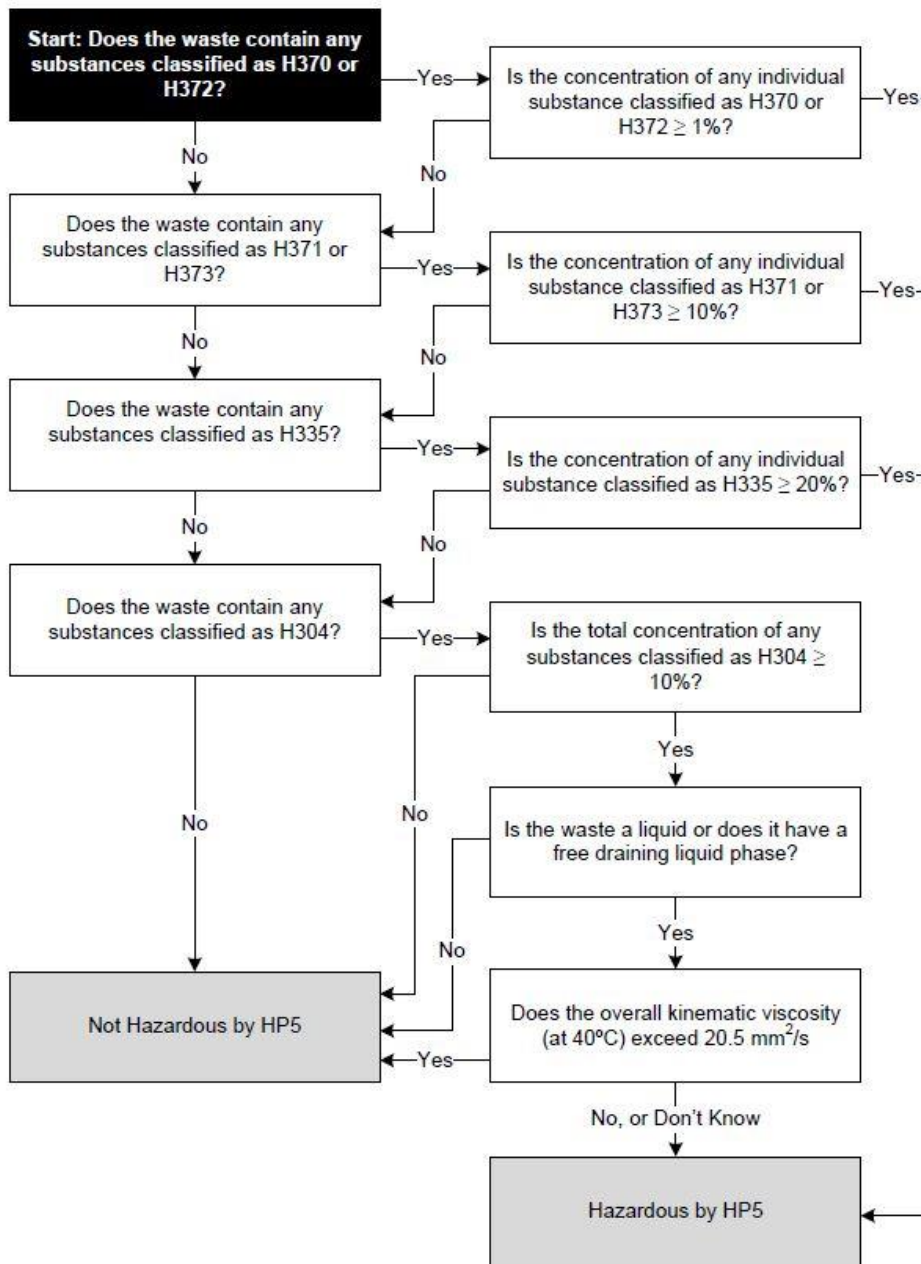 Start: Does the waste contain any
substances classified as H370 or
H372?
Yes
Is the concentration of any individual
substance classified as H370 or
H372 ≥ 1%?
Yes
No
No
Does the waste contain any
substances classified as H371 or
H373?
Yes
Is the concentration of any individual
substance classified as H371 or
H373 ≥ 10%?
Yes
No
No
Does the waste contain any
substances classified as H335?
Yes
Is the concentration of any individual
substance classified as H335 ≥ 20%?
Yes
No
No
Does the waste contain any
substances classified as H304?
Yes
Is the total concentration of any
substances classified as H304 ≥
10%?
Yes
No
No
Is the waste a liquid or does it have a
free draining liquid phase?
Yes
No
Not Hazardous by HP5
Does the overall kinematic viscosity
(at 40ºC) exceed 20.5 mm²/s
Yes
No, or Don't Know
Hazardous by HP5